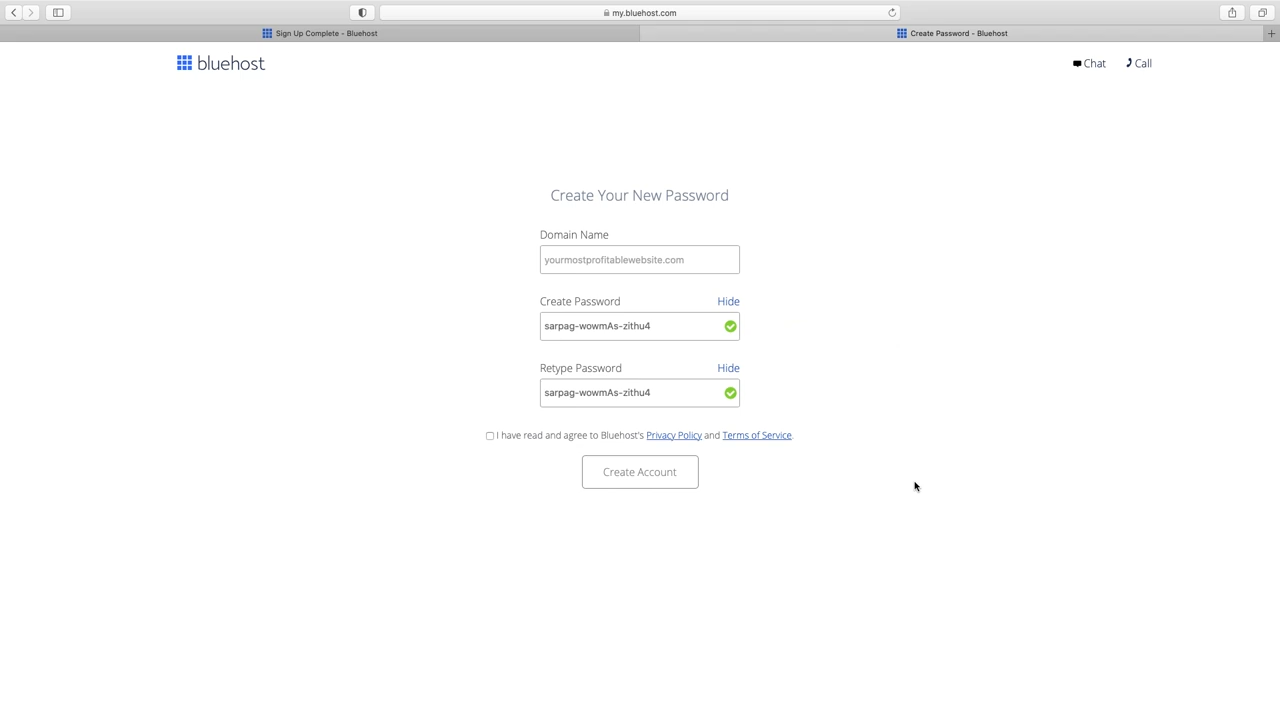 my.bluehost.com
Sign Up Complete - Bluehost
Create Password - Bluehost
bluehost
Chat
Call
Create Your New Password
Domain Name
yourmostprofitablewebsite.com
Create Password Hide
sarpag-wowmAs-zithu4
Retype Password Hide
sarpag-wowmAs-zithu4
I have read and agree to Bluehost's Privacy Policy and Terms of Service.
Create Account